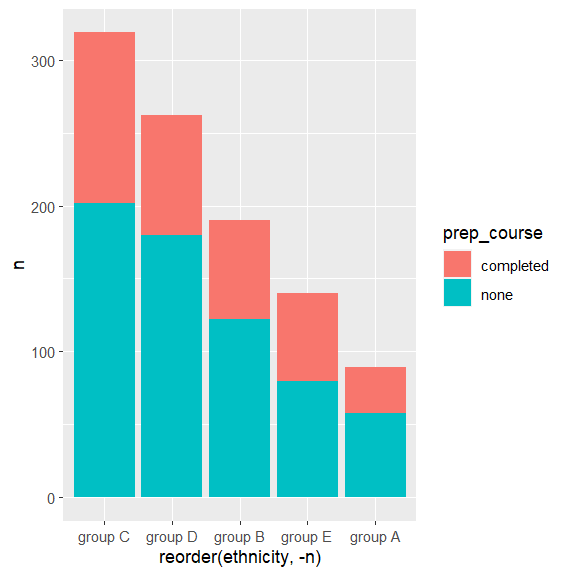 300
200
100
0
n
group C group D group B group E group A
reorder(ethnicity, -n)
prep_course
completed
none